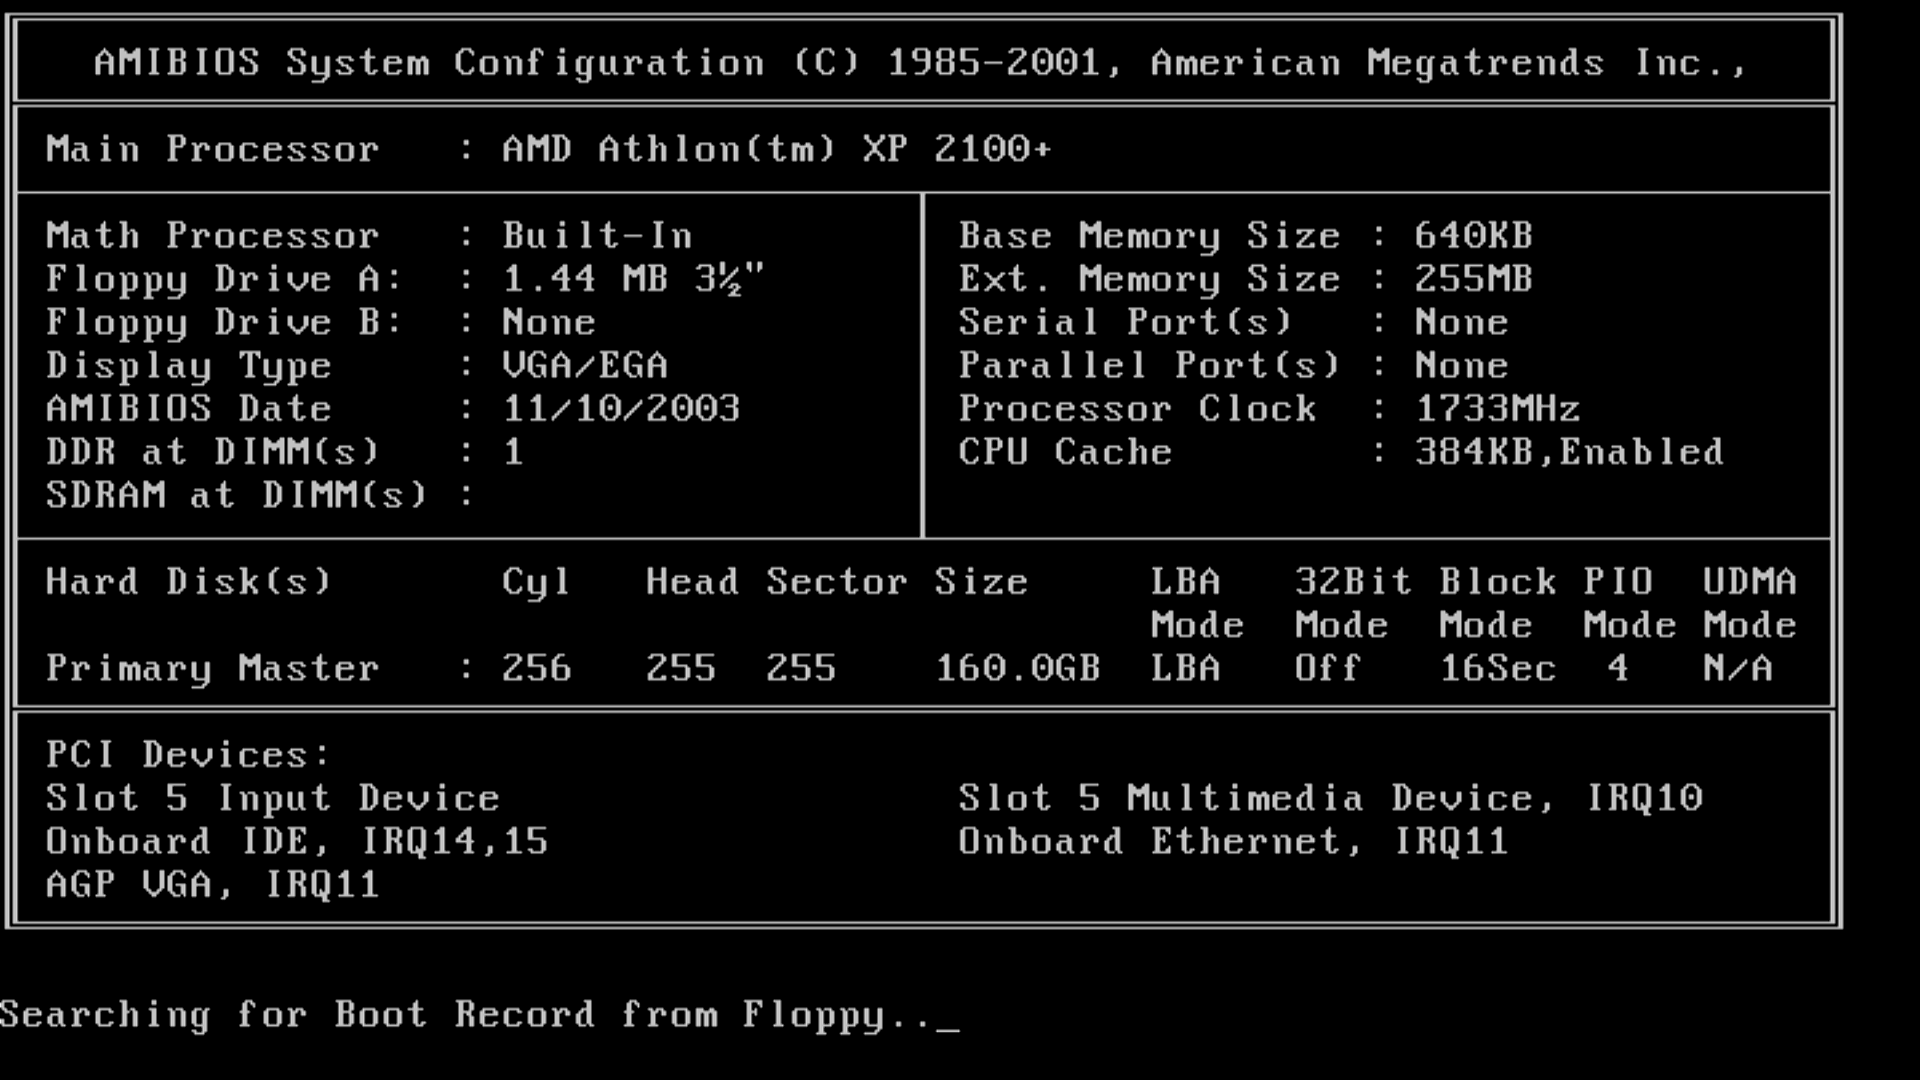 AMIBIOS System Configuration (C) 1985-2001, American Megatrends Inc.,
Main Processor : AMD Athlon(tm) XP 2100+
Math Processor : Built-In
Floppy Drive A: : 1.44 MB 3½"
Floppy Drive B: : None
Display Type : VGA/EGA
AMIBIOS Date : 11/10/2003
DDR at DIMM(s) : 1
SDRAM at DIMM(s) :
Base Memory Size : 640KB
Ext. Memory Size : 255MB
Serial Port(s) : None
Parallel Port(s) : None
Processor Clock : 1733MHz
CPU Cache : 384KB,Enabled
Hard Disk(s) Cyl Head Sector Size LBA 32Bit Block PIO UDMA
Mode Mode Mode Mode Mode
Primary Master : 256 255 255 160.0GB LBA Off 16Sec 4 N/A
PCI Devices:
Slot 5 Input Device Slot 5 Multimedia Device, IRQ10
Onboard IDE, IRQ14,15 Onboard Ethernet, IRQ11
AGP VGA, IRQ11
Searching for Boot Record from Floppy.._